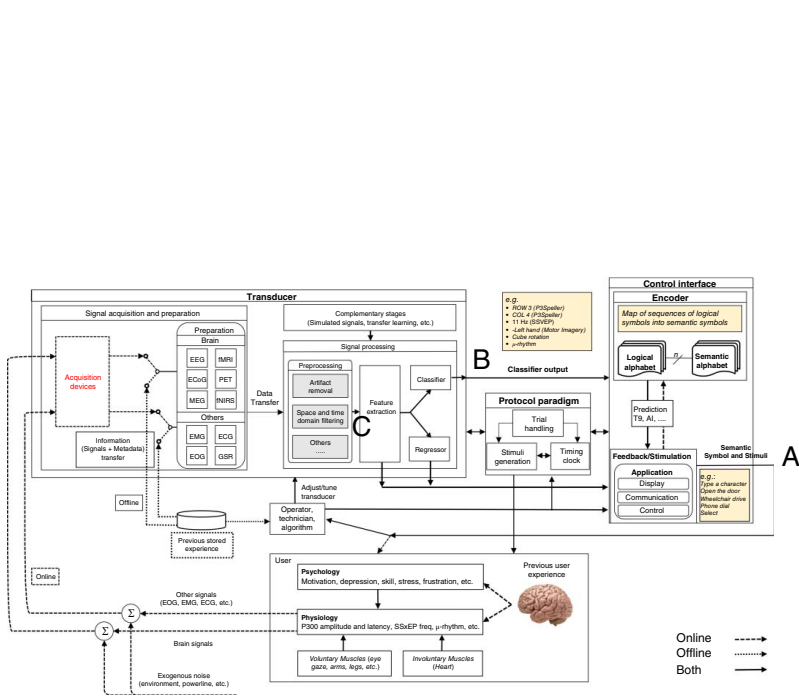 Transducer
Signal acquisition and preparation
Acquisition
devices
Preparation
Brain
EEG
fMRI
ECoG
PET
MEG
fNIRS
Others
EMG
ECG
EOG
GSR
Information
(Signals + Metadata)
transfer
Data
Transfer
Complementary stages
(Simulated signals, transfer learning, etc.)
Signal processing
Preprocessing
Artifact
removal
Space and time
domain filtering
Others
.....
C
Feature
extraction
Classifier
Regressor
B
Classifier output
e.g.
• ROW 3 (P3Speller)
• COL 4 (P3Speller)
• 11 Hz (SSVEP)
• -Left hand (Motor Imagery)
• Cube rotation
• μ-rhythm
Protocol paradigm
Trial
handling
Stimuli
generation
Timing
clock
Control interface
Encoder
Map of sequences of logical
symbols into semantic symbols
Logical
alphabet
n
Semantic
alphabet
Prediction
T9, AI, ....
Feedback/Stimulation
Application
Display
Communication
Control
Semantic
Symbol and Stimuli
A
e.g.:
Type a character
Open the door
Wheelchair drive
Phone dial
Select
Adjust/tune
transducer
Operator,
technician,
algorithm
Offline
Previous stored
experience
Online
User
Psychology
Motivation, depression, skill, stress, frustration, etc.
Previous user
experience
Physiology
P300 amplitude and latency, SSxEP freq, μ-rhythm, etc.
Voluntary Muscles (eye
gaze, arms, legs, etc.)
Involuntary Muscles
(Heart)
Other signals
(EOG, EMG, ECG, etc.)
Σ
Σ
Brain signals
Exogenous noise
(environment, powerline, etc.)
Online
Offline
Both